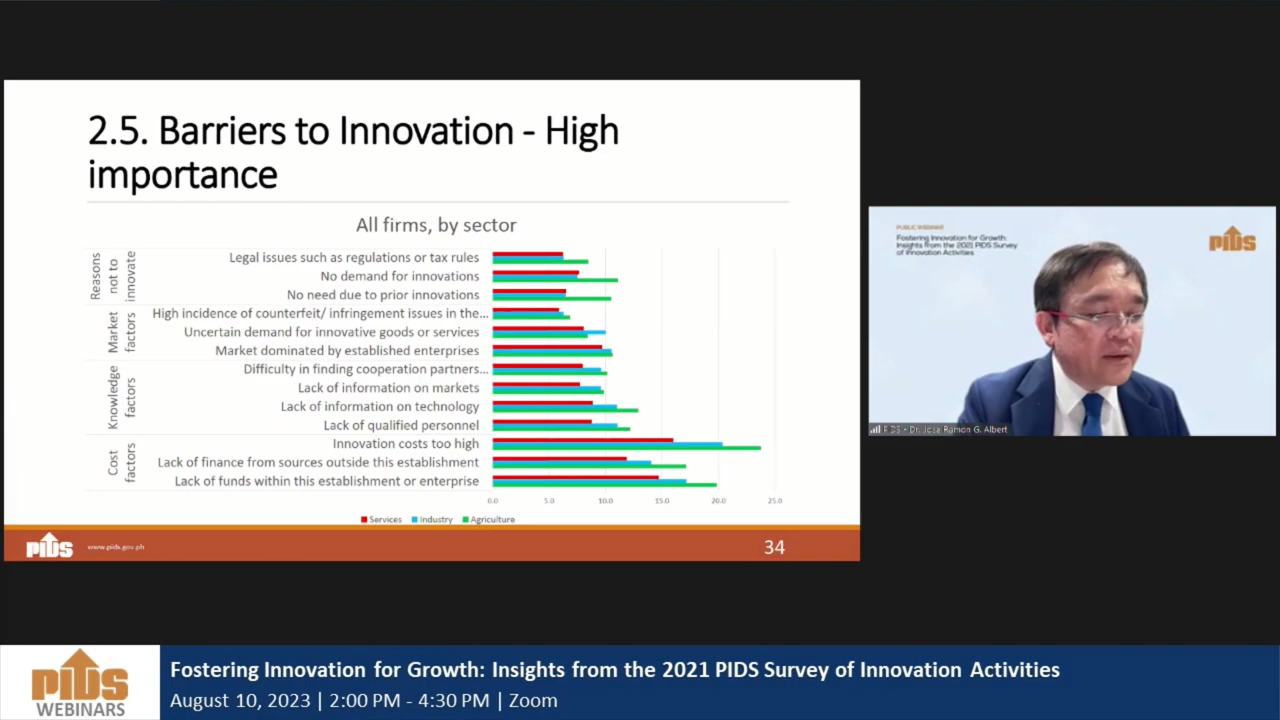 2.5. Barriers to Innovation - High
importance
All firms, by sector
Reasons
not to
innovate
Legal issues such as regulations or tax rules
No demand for innovations
No need due to prior innovations
Market
factors
High incidence of counterfeit/ infringement issues in the...
Uncertain demand for innovative goods or services
Market dominated by established enterprises
Knowledge
factors
Difficulty in finding cooperation partners...
Lack of information on markets
Lack of information on technology
Lack of qualified personnel
Cost
factors
Innovation costs too high
Lack of finance from sources outside this establishment
Lack of funds within this establishment or enterprise
0.0 5.0 10.0 15.0 20.0 25.0
Services Industry Agriculture
PIDS www.pids.gov.ph 34
PUBLIC WEBINAR
Fostering Innovation for Growth:
Insights from the 2021 PIDS Survey
of Innovation Activities
PIDS
PIDS - Dr. Jose Ramon G. Albert
PIDS
WEBINARS
Fostering Innovation for Growth: Insights from the 2021 PIDS Survey of Innovation Activities
August 10, 2023 | 2:00 PM - 4:30 PM | Zoom